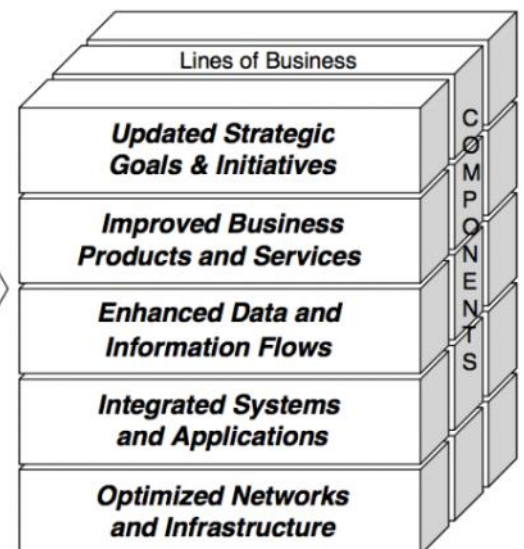 Lines of Business
Updated Strategic
Goals & Initiatives
Improved Business
Products and Services
Enhanced Data and
Information Flows
Integrated Systems
and Applications
Optimized Networks
and Infrastructure
COMPONENTS